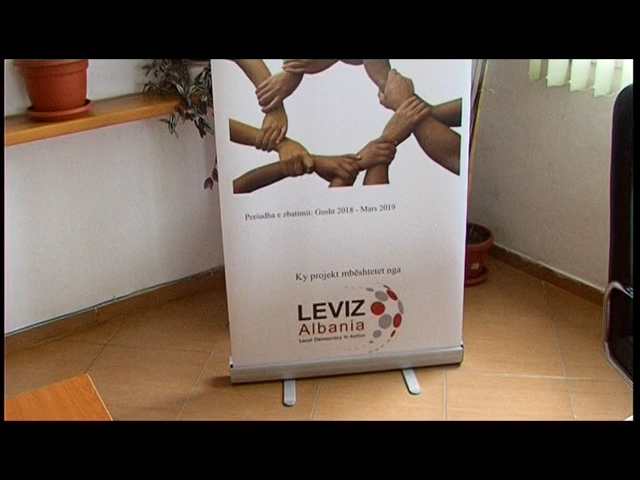 Periudha e zbatimit: Gusht 2018 - Mars 2019
Ky projekt mbështetet nga
LEVIZ
Albania
Local Democracy in Action